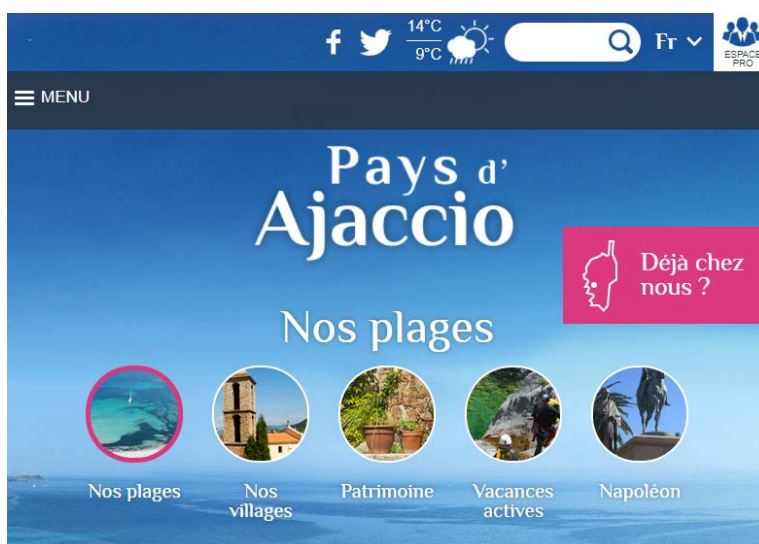 14°C
9°C
Fr
ESPACE
PRO
MENU
Pays d'
Ajaccio
Déjà chez
nous ?
Nos plages
Nos plages
Nos
villages
Patrimoine
Vacances
actives
Napoléon